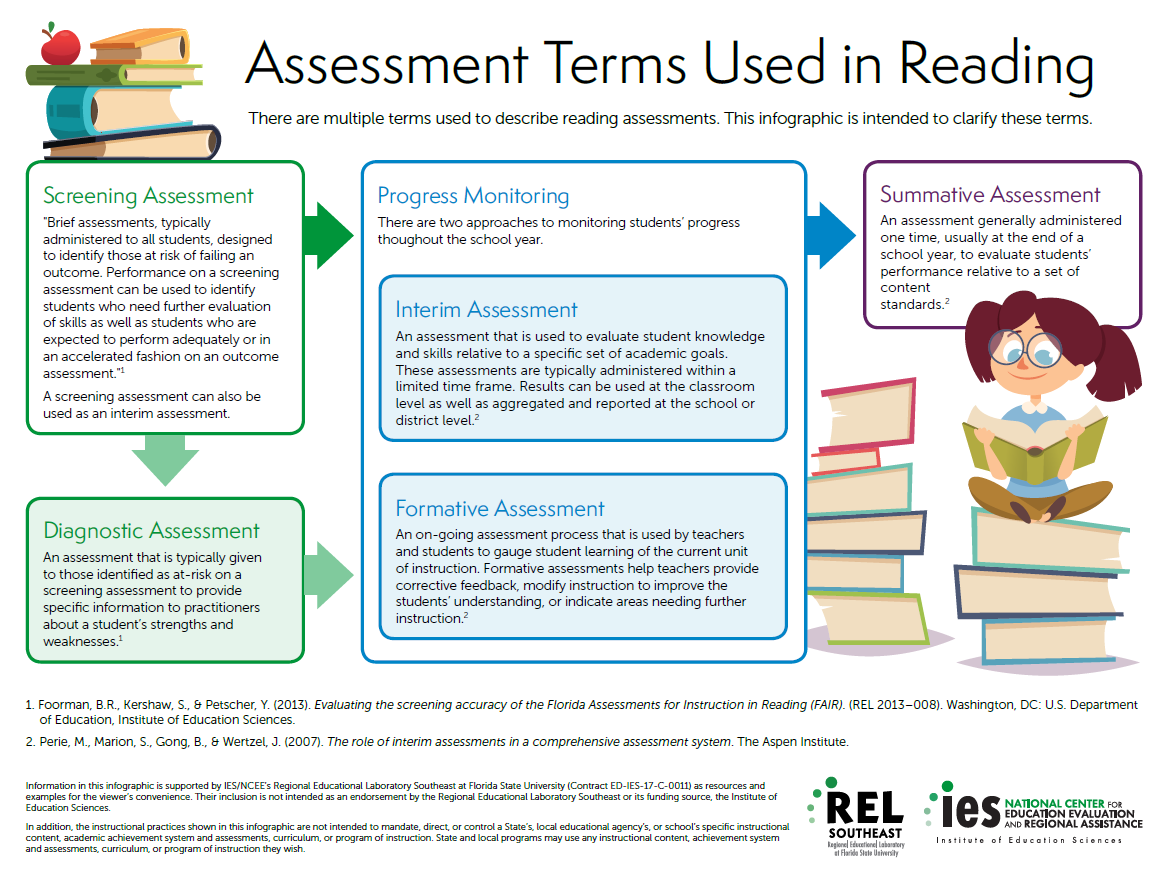 Assessment Terms Used in Reading
There are multiple terms used to describe reading assessments. This infographic is intended to clarify these terms.
Screening Assessment
"Brief assessments, typically
administered to all students, designed
to identify those at risk of failing an
outcome. Performance on a screening
assessment can be used to identify
students who need further evaluation
of skills as well as students who are
expected to perform adequately or in
an accelerated fashion on an outcome
assessment."1
A screening assessment can also be
used as an interim assessment.
Diagnostic Assessment
An assessment that is typically given
to those identified as at-risk on a
screening assessment to provide
specific information to practitioners
about a student's strengths and
weaknesses.1
Progress Monitoring
There are two approaches to monitoring students' progress
thoughout the school year.
Interim Assessment
An assessment that is used to evaluate student knowledge
and skills relative to a specific set of academic goals.
These assessments are typically administered within a
limited time frame. Results can be used at the classroom
level as well as aggregated and reported at the school or
district level.2
Formative Assessment
An on-going assessment process that is used by teachers
and students to gauge student learning of the current unit
of instruction. Formative assessments help teachers provide
corrective feedback, modify instruction to improve the
students' understanding, or indicate areas needing further
instruction.2
Summative Assessment
An assessment generally administered
one time, usually at the end of a
school year, to evaluate students'
performance relative to a set of
content
standards.2
1. Foorman, B.R., Kershaw, S., & Petscher, Y. (2013). Evaluating the screening accuracy of the Florida Assessments for Instruction in Reading (FAIR). (REL 2013–008). Washington, DC: U.S. Department
of Education, Institute of Education Sciences.
2. Perie, M., Marion, S., Gong, B., & Wertzel, J. (2007). The role of interim assessments in a comprehensive assessment system. The Aspen Institute.
Information in this infographic is supported by IES/NCEE's Regional Educational Laboratory Southeast at Florida State University (Contract ED-IES-17-C-0011) as resources and
examples for the viewer's convenience. Their inclusion is not intended as an endorsement by the Regional Educational Laboratory Southeast or its funding source, the Institute of
Education Sciences.
In addition, the instructional practices shown in this infographic are not intended to mandate, direct, or control a State's, local educational agency's, or school's specific instructional
content, academic achievement system and assessments, curriculum, or program of instruction. State and local programs may use any instructional content, achievement system
and assessments, curriculum, or program of instruction they wish.
REL
SOUTHEAST
Regional Educational Laboratory
at Florida State University
ies
NATIONAL CENTER FOR
EDUCATION EVALUATION
AND REGIONAL ASSISTANCE
Institute of Education Sciences